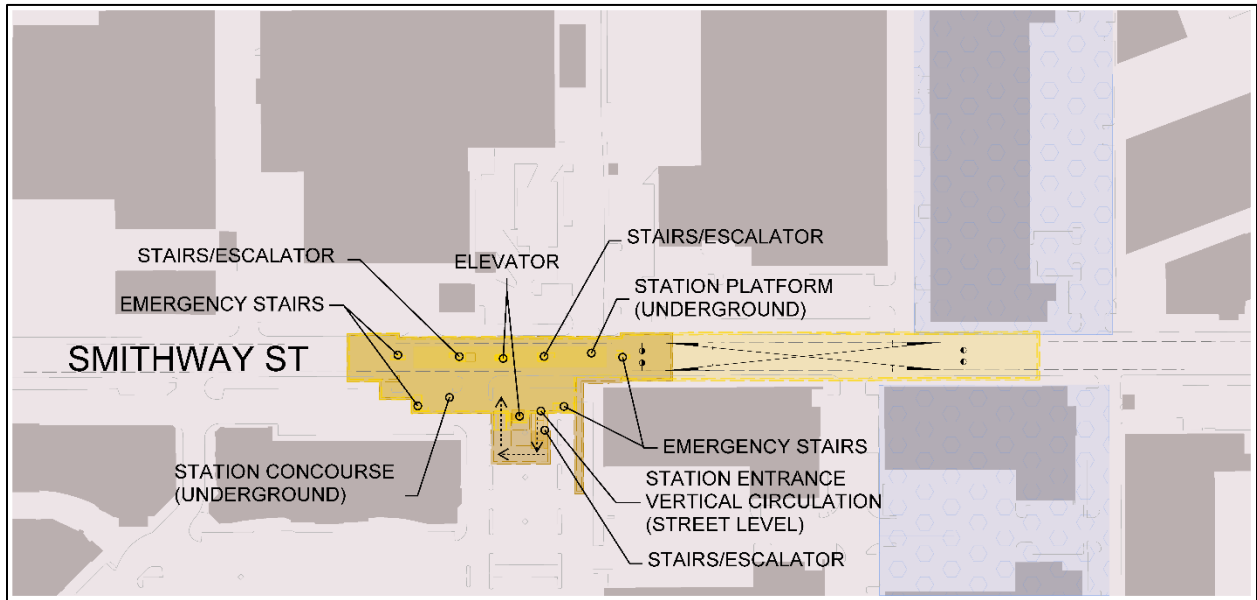 STAIRS/ESCALATOR
STAIRS/ESCALATOR
ELEVATOR
STATION PLATFORM
(UNDERGROUND)
EMERGENCY STAIRS
SMITHWAY ST
EMERGENCY STAIRS
STATION CONCOURSE
(UNDERGROUND)
STATION ENTRANCE
VERTICAL CIRCULATION
(STREET LEVEL)
STAIRS/ESCALATOR